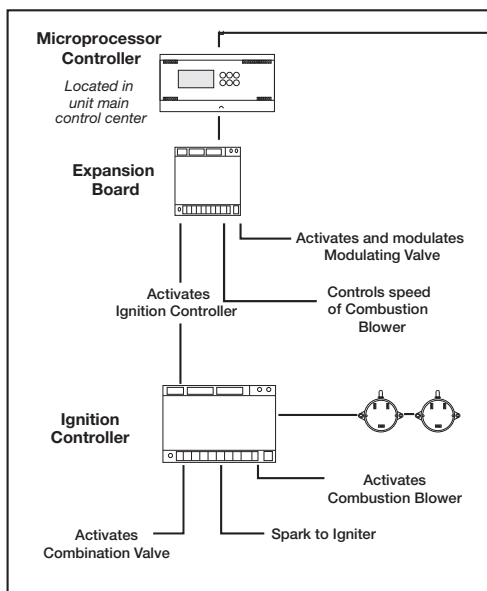 Microprocessor
Controller
Located in
unit main
control center
Expansion
Board
Activates and modulates
Modulating Valve
Activates
Ignition Controller
Controls speed
of Combustion
Blower
Ignition
Controller
Activates
Combustion Blower
Activates
Combination Valve
Spark to Igniter